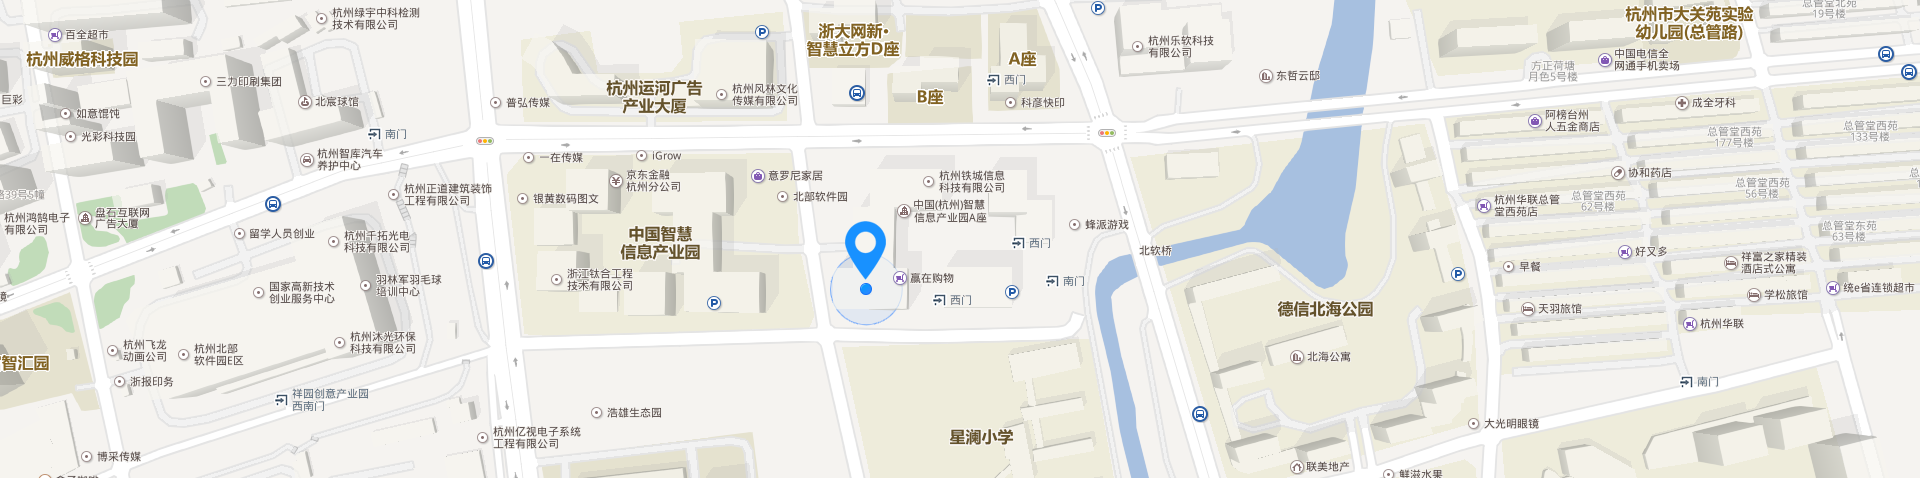 杭州绿宇中科检测
技术有限公司
百全超市
杭州威格科技园
三力印刷集团
巨彩
如意馄饨
北宸球馆
光彩科技园
南门
杭州智库汽车
养护中心
杭州正道建筑装饰
工程有限公司
路39号5幢
杭州鸿鹄电子
有限公司
盘石互联网
广告大厦
留学人员创业
杭州千拓光电
科技有限公司
国家高新技术
创业服务中心
羽林军羽毛球
培训中心
杭州飞龙
动画公司
杭州北部
软件园E区
杭州沐光环保
科技有限公司
智汇园
浙报印务
祥园创意产业园
西南门
博采传媒
杭州亿视电子系统
工程有限公司
浩雄生态园
普弘传媒
杭州运河广告
产业大厦
杭州风林文化
传媒有限公司
浙大网新·
智慧立方D座
B座
A座
西门
科彦快印
杭州乐软科技
有限公司
东哲云邸
一在传媒
iGrow
京东金融
杭州分公司
银黄数码图文
意罗尼家居
北部软件园
中国智慧
信息产业园
浙江钛合工程
技术有限公司
杭州铁城信息
科技有限公司
中国(杭州)智慧
信息产业园A座
西门
蜂派游戏
北软桥
赢在购物
西门
南门
星澜小学
德信北海公园
北海公寓
联美地产
鲜滋水果
大光明眼镜
南门
杭州市大关苑实验
幼儿园(总管路)
总管堂北苑
19号楼
中国电信全
网通手机卖场
方正荷塘
月色5号楼
成全牙科
阿榜台州
人五金商店
总管堂西苑
177号楼
总管堂西苑
133号楼
协和药店
总管堂西苑
56号楼
杭州华联总管
堂西苑店
总管堂西苑
62号楼
总管堂东苑
63号楼
好又多
早餐
祥富之家精装
酒店式公寓
学松旅馆
统e省连锁超市
天羽旅馆
杭州华联